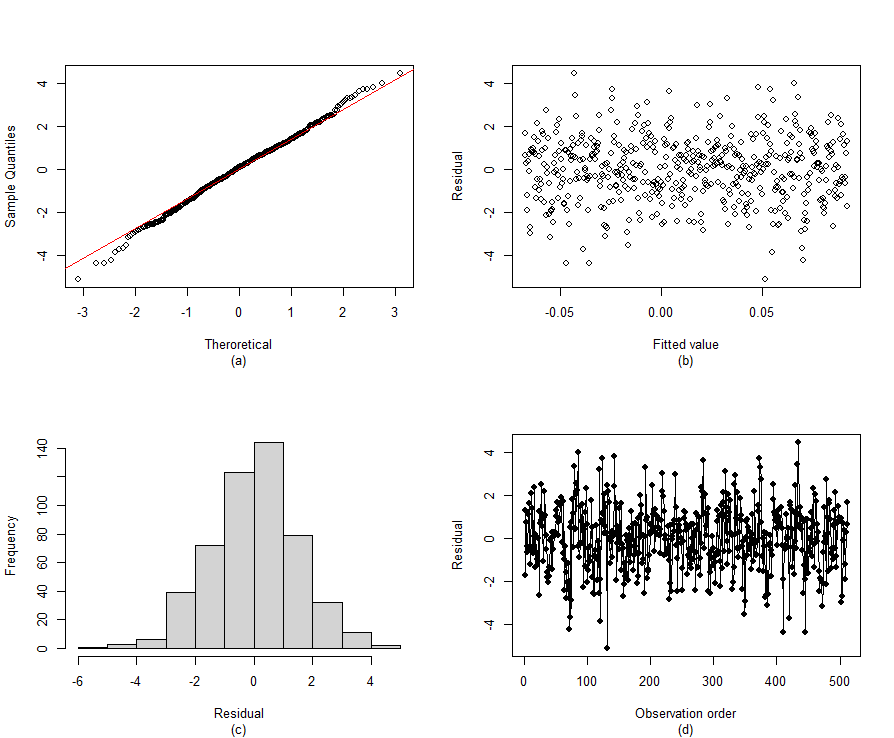 4
2
0
-2
-4
Sample Quantiles
-3 -2 -1 0 1 2 3
Theroretical
(a)
4
2
0
-2
-4
Residual
-0.05 0.00 0.05
Fitted value
(b)
140
100
80
60
40
20
0
Frequency
-6 -4 -2 0 2 4
Residual
(c)
4
2
0
-2
-4
Residual
0 100 200 300 400 500
Observation order
(d)